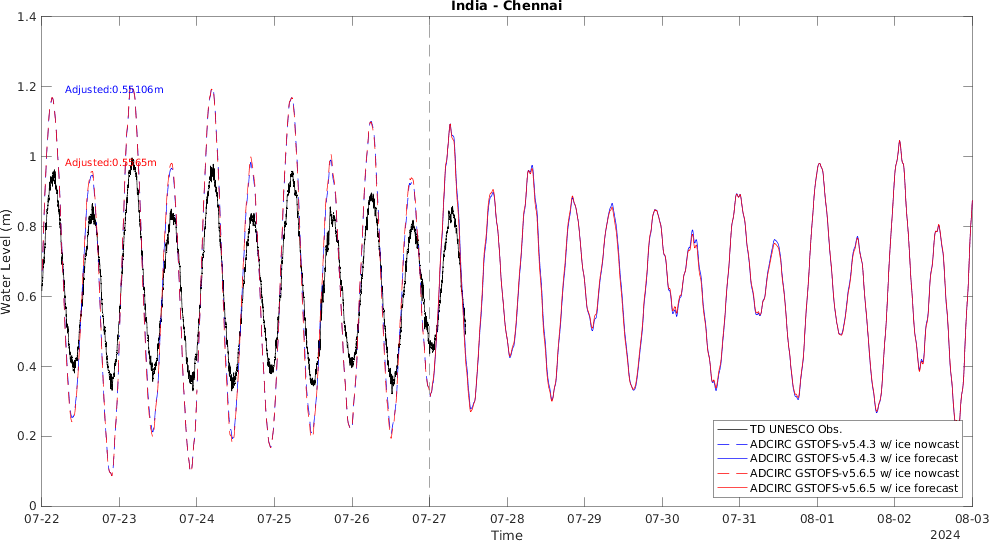 India - Chennai
1.4
1.2
1
0.8
0.6
0.4
0.2
0
Water Level (m)
Adjusted:0.55106m
Adjusted:0.5565m
TD UNESCO Obs.
ADCIRC GSTOFS-v5.4.3 w/ ice nowcast
ADCIRC GSTOFS-v5.4.3 w/ ice forecast
ADCIRC GSTOFS-v5.6.5 w/ ice nowcast
ADCIRC GSTOFS-v5.6.5 w/ ice forecast
07-22 07-23 07-24 07-25 07-26 07-27 07-28 07-29 07-30 07-31 08-01 08-02 08-03
Time
2024